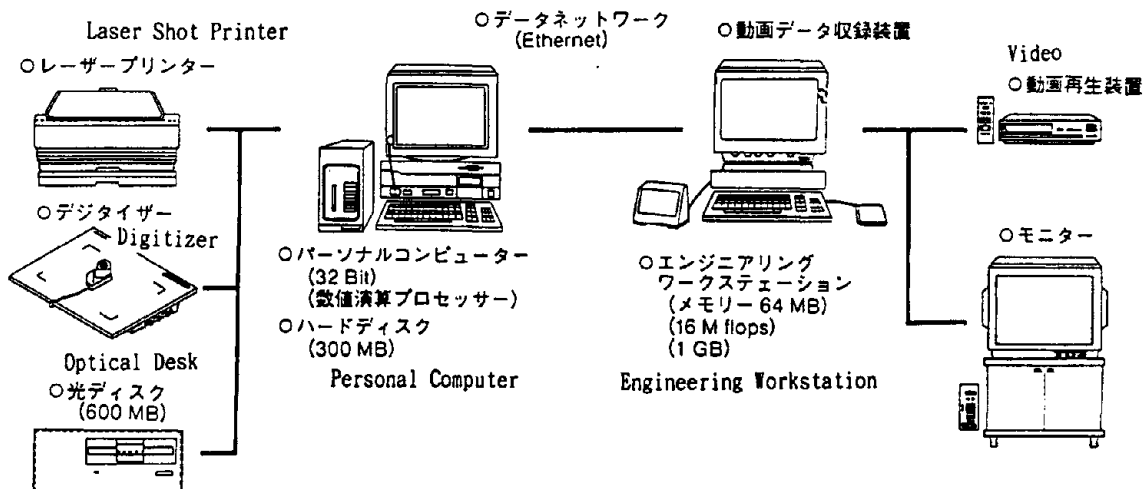 Laser Shot Printer
○レーザープリンター
○デジタイザー
Digitizer
Optical Desk
○光ディスク
(600 MB)
○パーソナルコンピューター
(32 Bit)
(数値演算プロセッサー)
○ハードディスク
(300 MB)
Personal Computer
○データネットワーク
(Ethernet)
○動画データ収録装置
○エンジニアリング
ワークステェーション
(メモリー 64 MB)
(16 M flops)
(1 GB)
Engineering Workstation
Video
○動画再生装置
○モニター